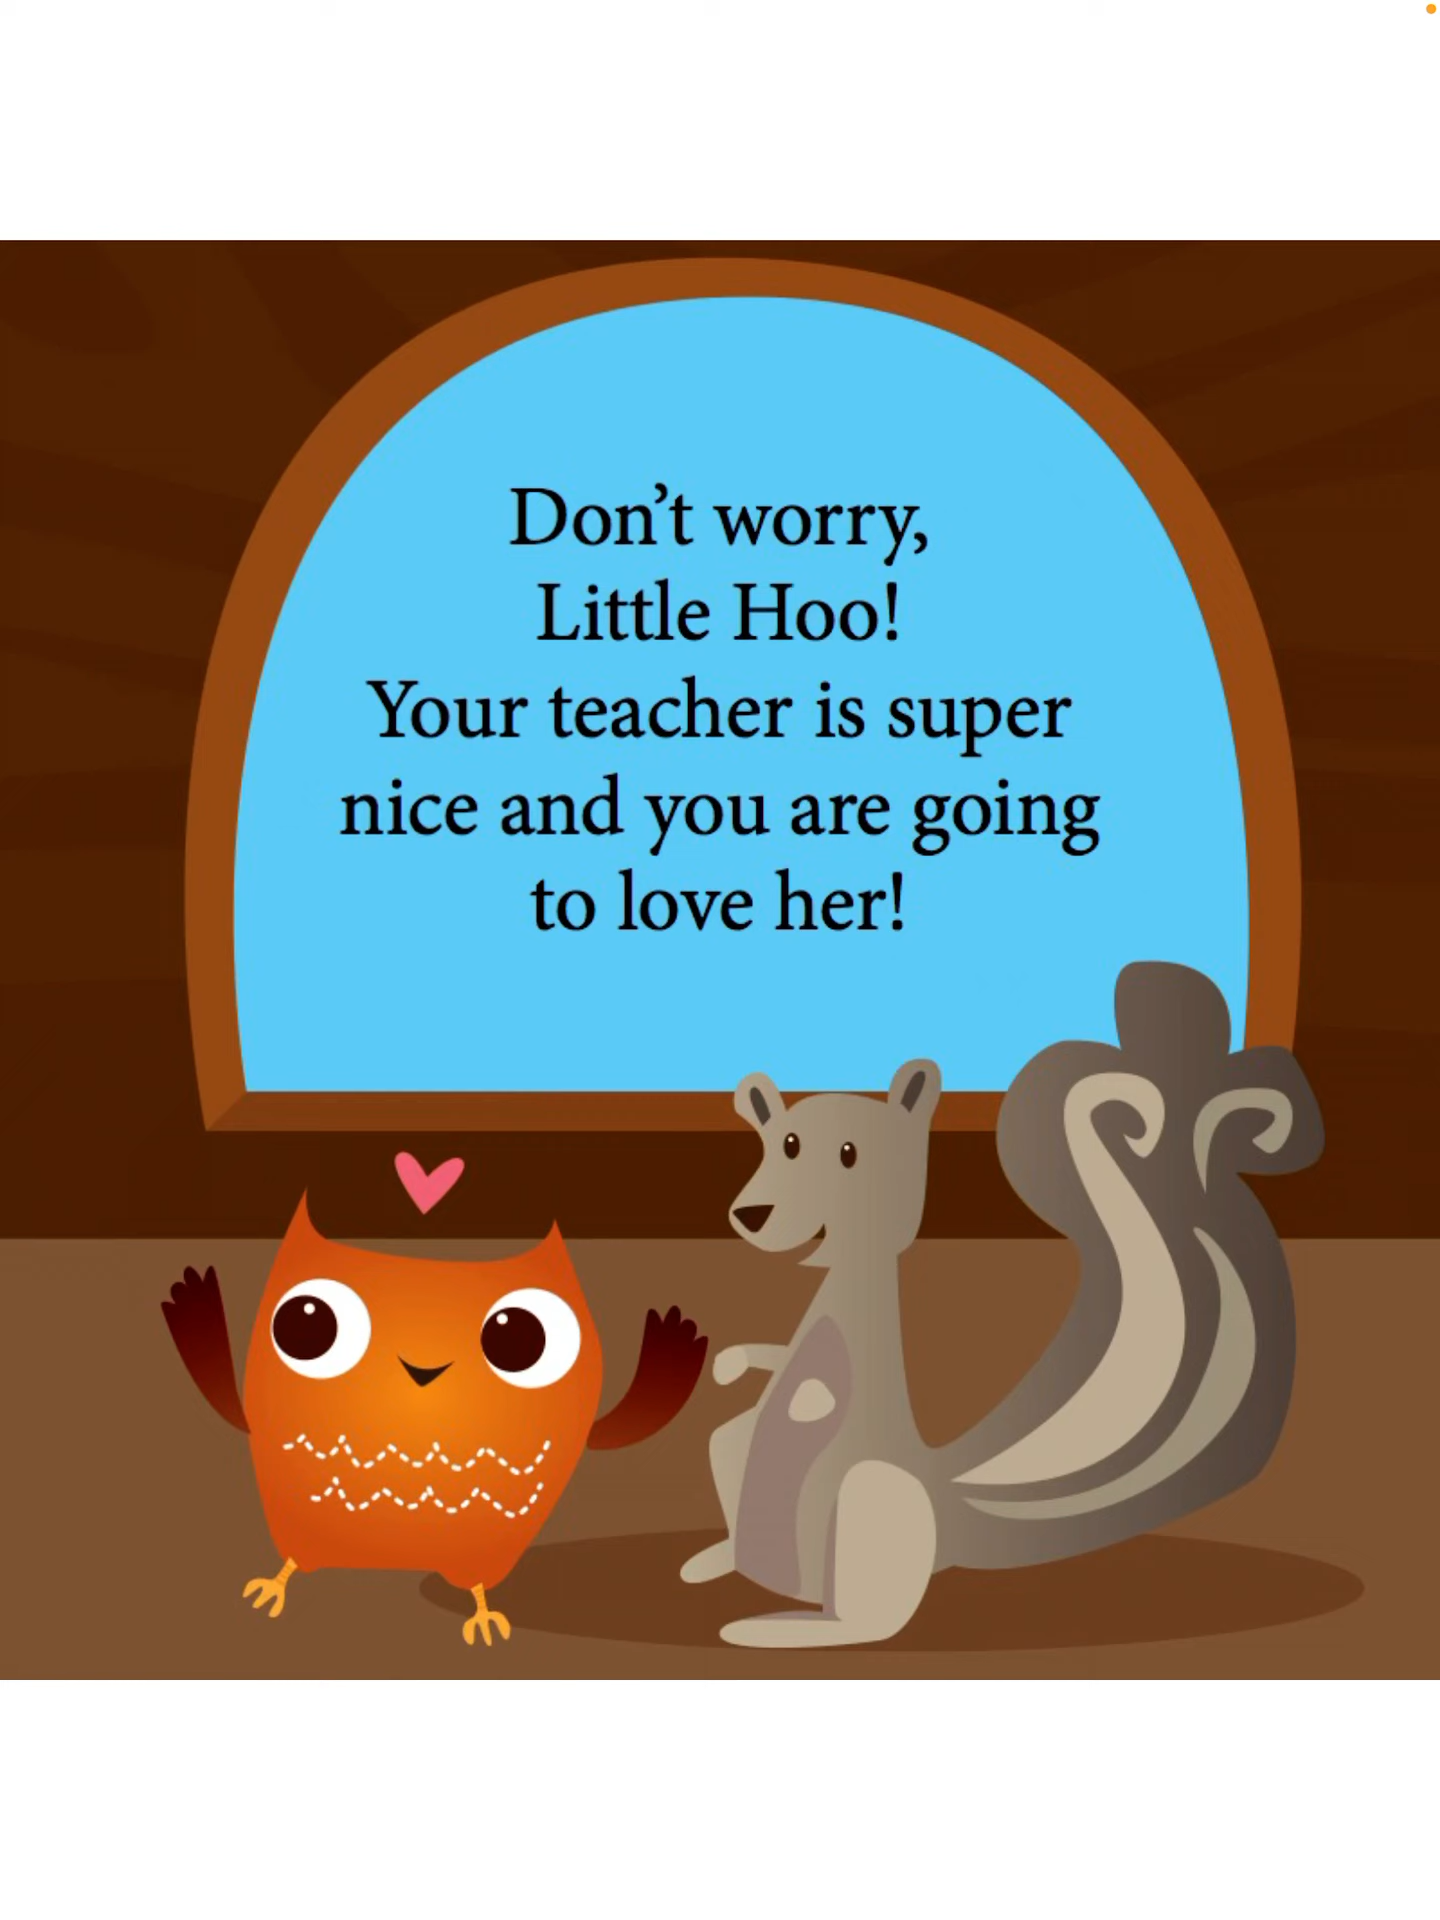 Don’t worry,
Little Hoo!
Your teacher is super
nice and you are going
to love her!